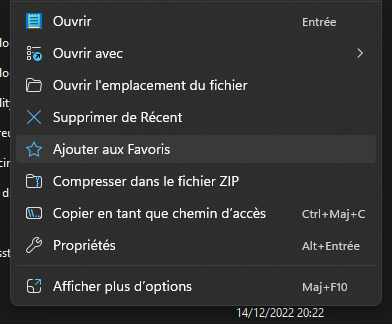 Ouvrir Entrée
Ouvrir avec
Ouvrir l'emplacement du fichier
Supprimer de Récent
Ajouter aux Favoris
Compresser dans le fichier ZIP
Copier en tant que chemin d’accès Ctrl+Maj+C
Propriétés Alt+Entrée
Afficher plus d’options Maj+F10
14/12/2022 20:22